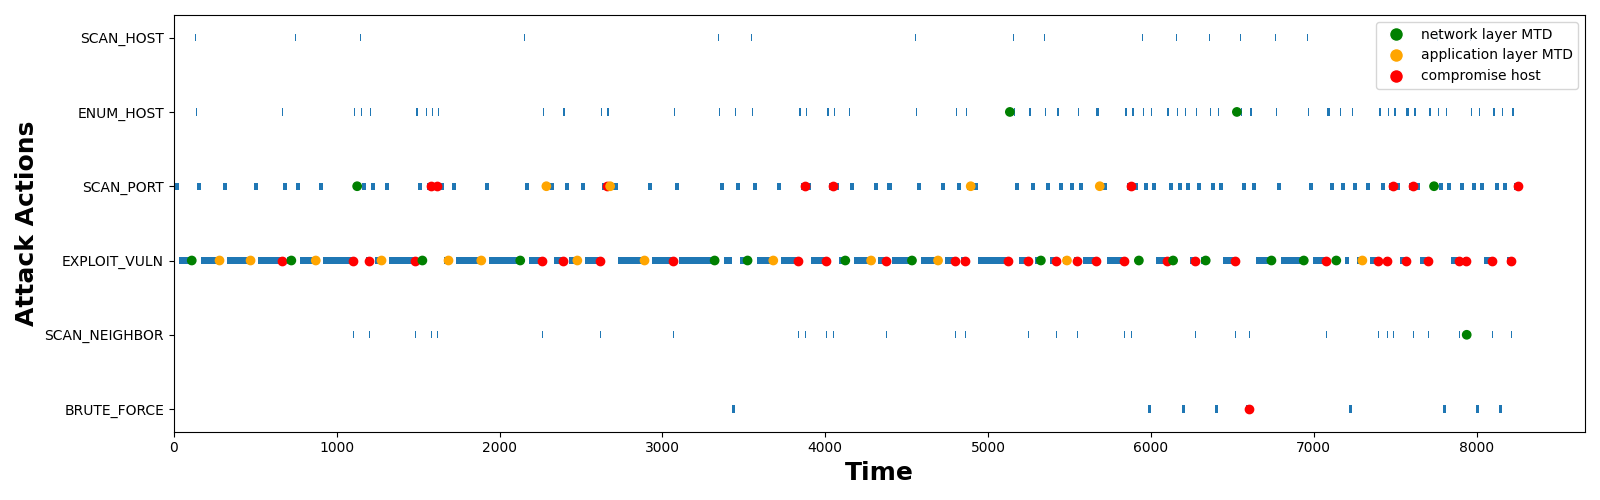 SCAN_HOST
ENUM_HOST
SCAN_PORT
EXPLOIT_VULN
SCAN_NEIGHBOR
BRUTE_FORCE
Attack Actions
network layer MTD
application layer MTD
compromise host
0 1000 2000 3000 4000 5000 6000 7000 8000
Time